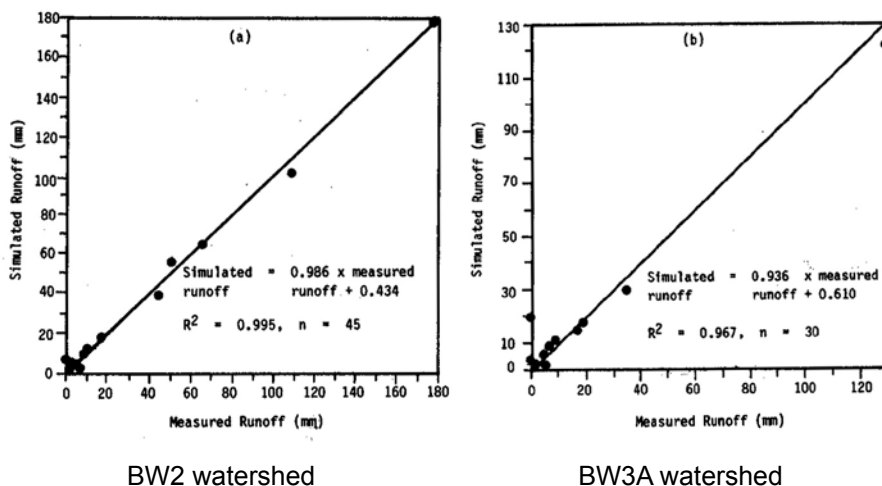 (a)
180
160
140
120
100
80
60
40
20
10
0
Simulated Runoff (mm)
Simulated = 0.986 x measured
runoff runoff + 0.434
R2 = 0.995, n = 45
0 20 40 60 80 100 120 140 160 180
Measured Runoff (mm)
BW2 watershed
(b)
130
110
90
70
50
30
10
0
Simulated Runoff (mm)
Simulated = 0.936 x measured
runoff runoff + 0.610
R2 = 0.967, n = 30
0 20 40 60 80 100 120
Measured Runoff (mm)
BW3A watershed